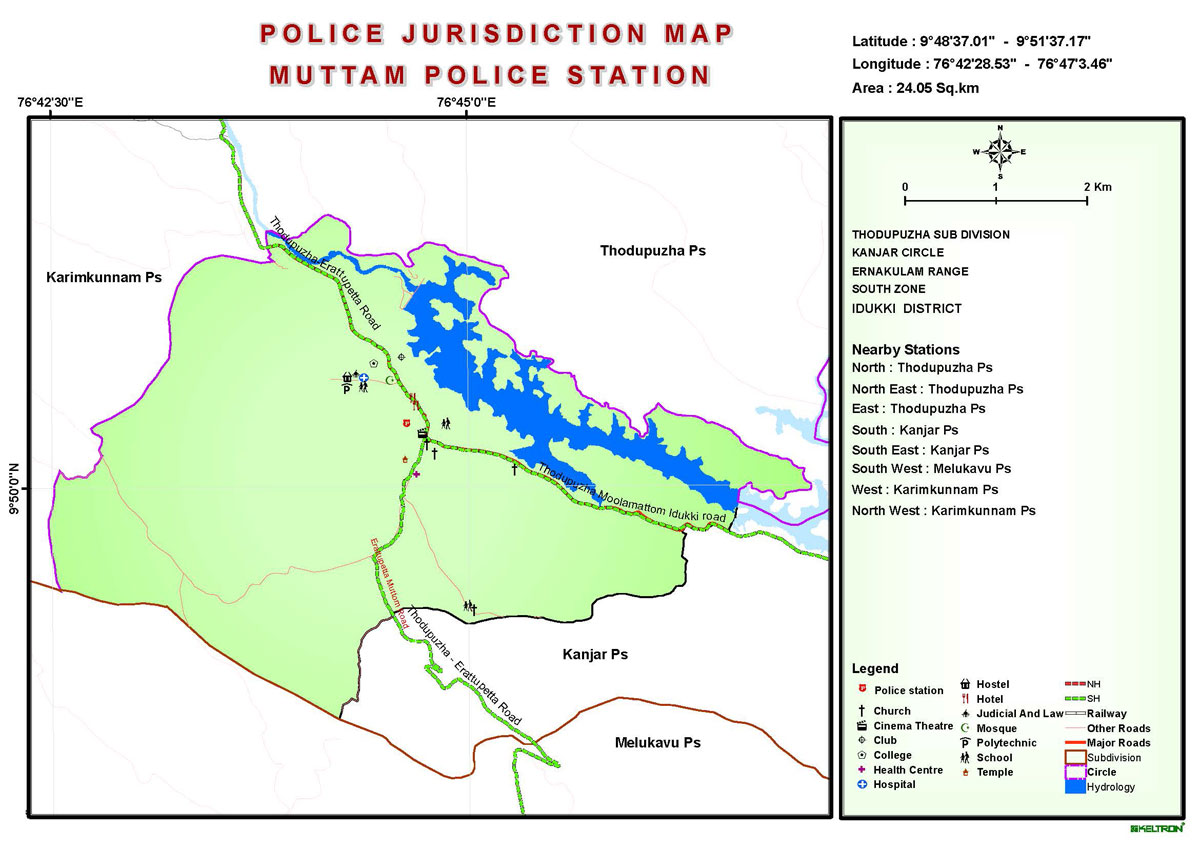 POLICE JURISDICTION MAP
MUTTAM POLICE STATION
Latitude : 9°48'37.01" - 9°51'37.17"
Longitude : 76°42'28.53" - 76°47'3.46"
Area : 24.05 Sq.km
76°42'30"E
76°45'0"E
9°50'0"N
Karimkunnam Ps
Thodupuzha Ps
Kanjar Ps
Melukavu Ps
Thodupuzha-Erattupetta Road
Thodupuzha Moolamattom Idukki road
Erattupetta Muttom Road
Thodupuzha - Erattupetta Road
N
W E
S
0 1 2 Km
THODUPUZHA SUB DIVISION
KANJAR CIRCLE
ERNAKULAM RANGE
SOUTH ZONE
IDUKKI DISTRICT
Nearby Stations
North : Thodupuzha Ps
North East : Thodupuzha Ps
East : Thodupuzha Ps
South : Kanjar Ps
South East : Kanjar Ps
South West : Melukavu Ps
West : Karimkunnam Ps
North West : Karimkunnam Ps
Legend
Police station
Church
Cinema Theatre
Club
College
Health Centre
Hospital
Hostel
Hotel
Judicial And Law
Mosque
Polytechnic
School
Temple
NH
SH
Railway
Other Roads
Major Roads
Subdivision
Circle
Hydrology
KELTRON